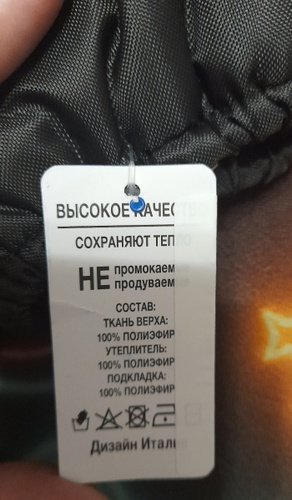 ВЫСОКОЕ КАЧЕС
СОХРАНЯЮТ ТЕП
НЕ промокаем
продуваем
СОСТАВ:
ТКАНЬ ВЕРХА:
100% ПОЛИЭФИР
УТЕПЛИТЕЛЬ:
100% ПОЛИЭФИР
ПОДКЛАДКА:
100% ПОЛИЭФИР
Дизайн Итали